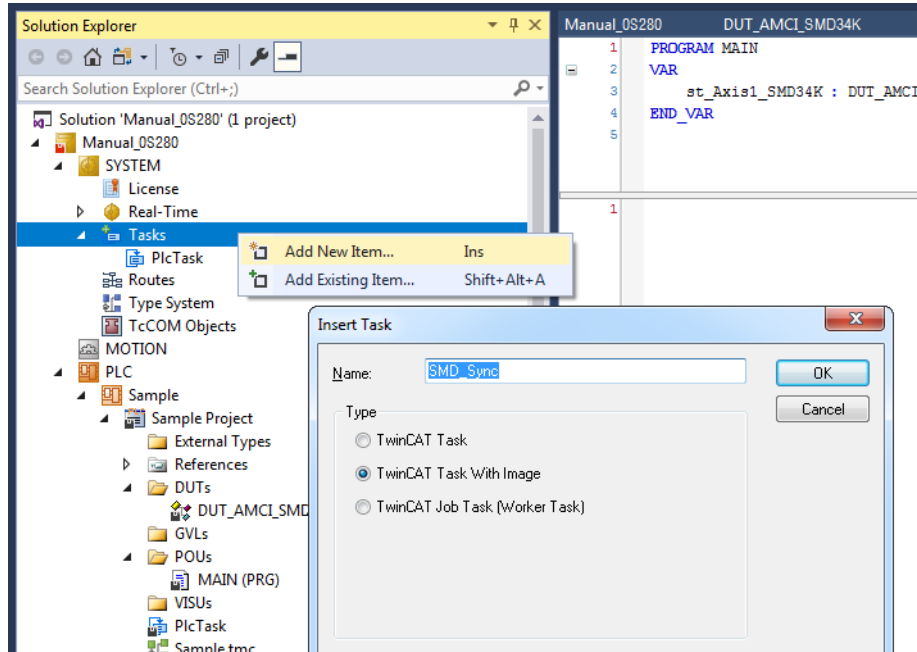 Solution Explorer
Search Solution Explorer (Ctrl+;)
Solution 'Manual_0S280' (1 project)
Manual_0S280
SYSTEM
License
Real-Time
Tasks
PlcTask
Routes
Type System
TcCOM Objects
MOTION
PLC
Sample
Sample Project
External Types
References
DUTs
DUT_AMCI_SMD
GVLs
POUs
MAIN (PRG)
VISUs
PlcTask
Sample.tmc
Add New Item... Ins
Add Existing Item... Shift+Alt+A
Manual_0S280 DUT_AMCI_SMD34K
1 PROGRAM MAIN
2 VAR
3 st_Axis1_SMD34K : DUT_AMCI
4 END_VAR
5
1
Insert Task
Name: SMD_Sync
OK
Cancel
Type
TwinCAT Task
TwinCAT Task With Image
TwinCAT Job Task (Worker Task)